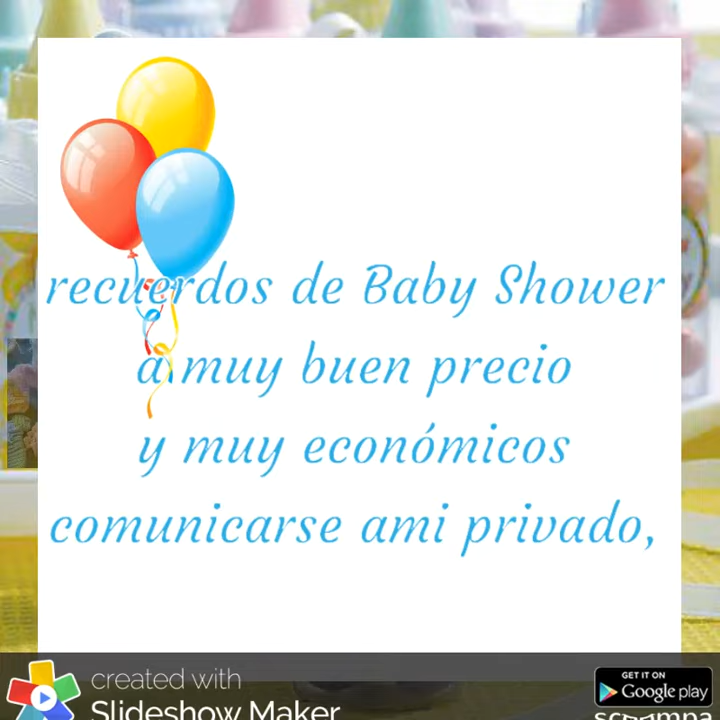 recuerdos de Baby Shower
a muy buen precio
y muy económicos
comunicarse ami privado,
created with
Slideshow Maker
GET IT ON
Google play